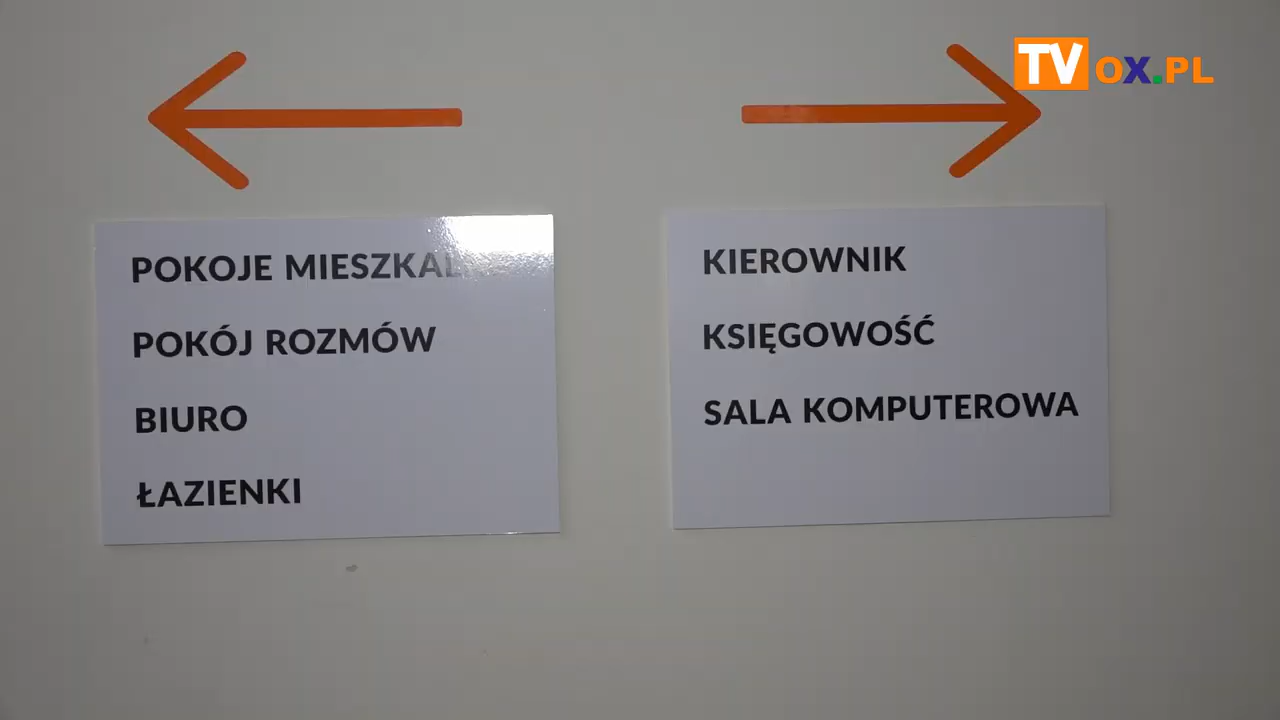 TVOX.PL
POKOJE
POKÓJ ROZMÓW
BIURO
ŁAZIENKI
KIEROWNIK
KSIĘGOWOŚĆ
SALA KOMPUTEROWA